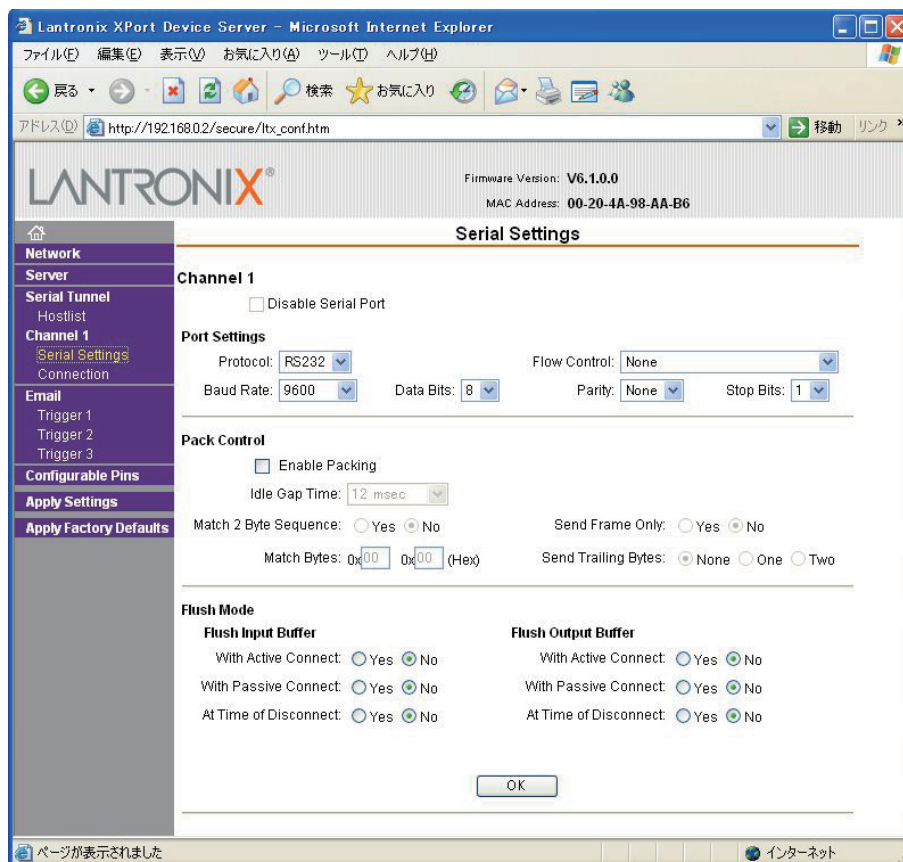 Lantronix XPort Device Server - Microsoft Internet Explorer
ファイル(F) 編集(E) 表示(V) お気に入り(A) ツール(T) ヘルプ(H)
戻る 検索 お気に入り
アドレス(D) http://192.168.0.2/secure/ltx_conf.htm 移動 リンク »
LANTRONIX®
Firmware Version: V6.1.0.0
MAC Address: 00-20-4A-98-AA-B6
Network
Server
Serial Tunnel
Hostlist
Channel 1
Serial Settings
Connection
Email
Trigger 1
Trigger 2
Trigger 3
Configurable Pins
Apply Settings
Apply Factory Defaults
Serial Settings
Channel 1
Disable Serial Port
Port Settings
Protocol: RS232 Flow Control: None
Baud Rate: 9600 Data Bits: 8 Parity: None Stop Bits: 1
Pack Control
Enable Packing
Idle Gap Time: 12 msec
Match 2 Byte Sequence: Yes No Send Frame Only: Yes No
Match Bytes: 0x00 0x00 (Hex) Send Trailing Bytes: None One Two
Flush Mode
Flush Input Buffer Flush Output Buffer
With Active Connect: Yes No With Active Connect: Yes No
With Passive Connect: Yes No With Passive Connect: Yes No
At Time of Disconnect: Yes No At Time of Disconnect: Yes No
OK
ページが表示されました インターネット